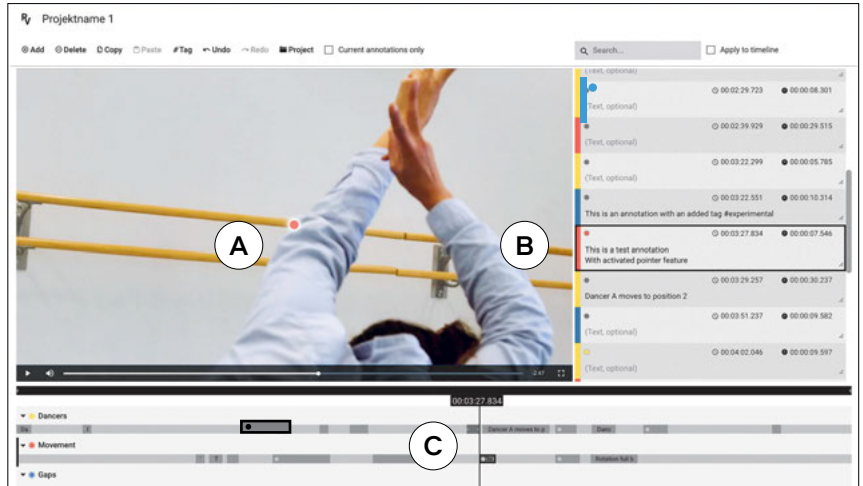 RV Projektname 1
Add Delete Copy Paste #Tag Undo Redo Project Current annotations only
Search... Apply to timeline
(Text, optional)
00:02:29.723 00:00:08.301
(Text, optional)
00:02:39.929 00:00:29.515
(Text, optional)
00:03:22.299 00:00:05.785
(Text, optional)
00:03:22.551 00:00:10.314
This is an annotation with an added tag #experimental
00:03:27.834 00:00:07.546
This is a test annotation
With activated pointer feature
00:03:29.257 00:00:30.237
Dancer A moves to position 2
00:03:51.237 00:00:09.582
(Text, optional)
00:04:02.046 00:00:09.597
(Text, optional)
A
B
2:47
00:03:27.834
Dancers
Da I Dancer A moves to p Danc
C
Movement
T Rotation full b
Gaps